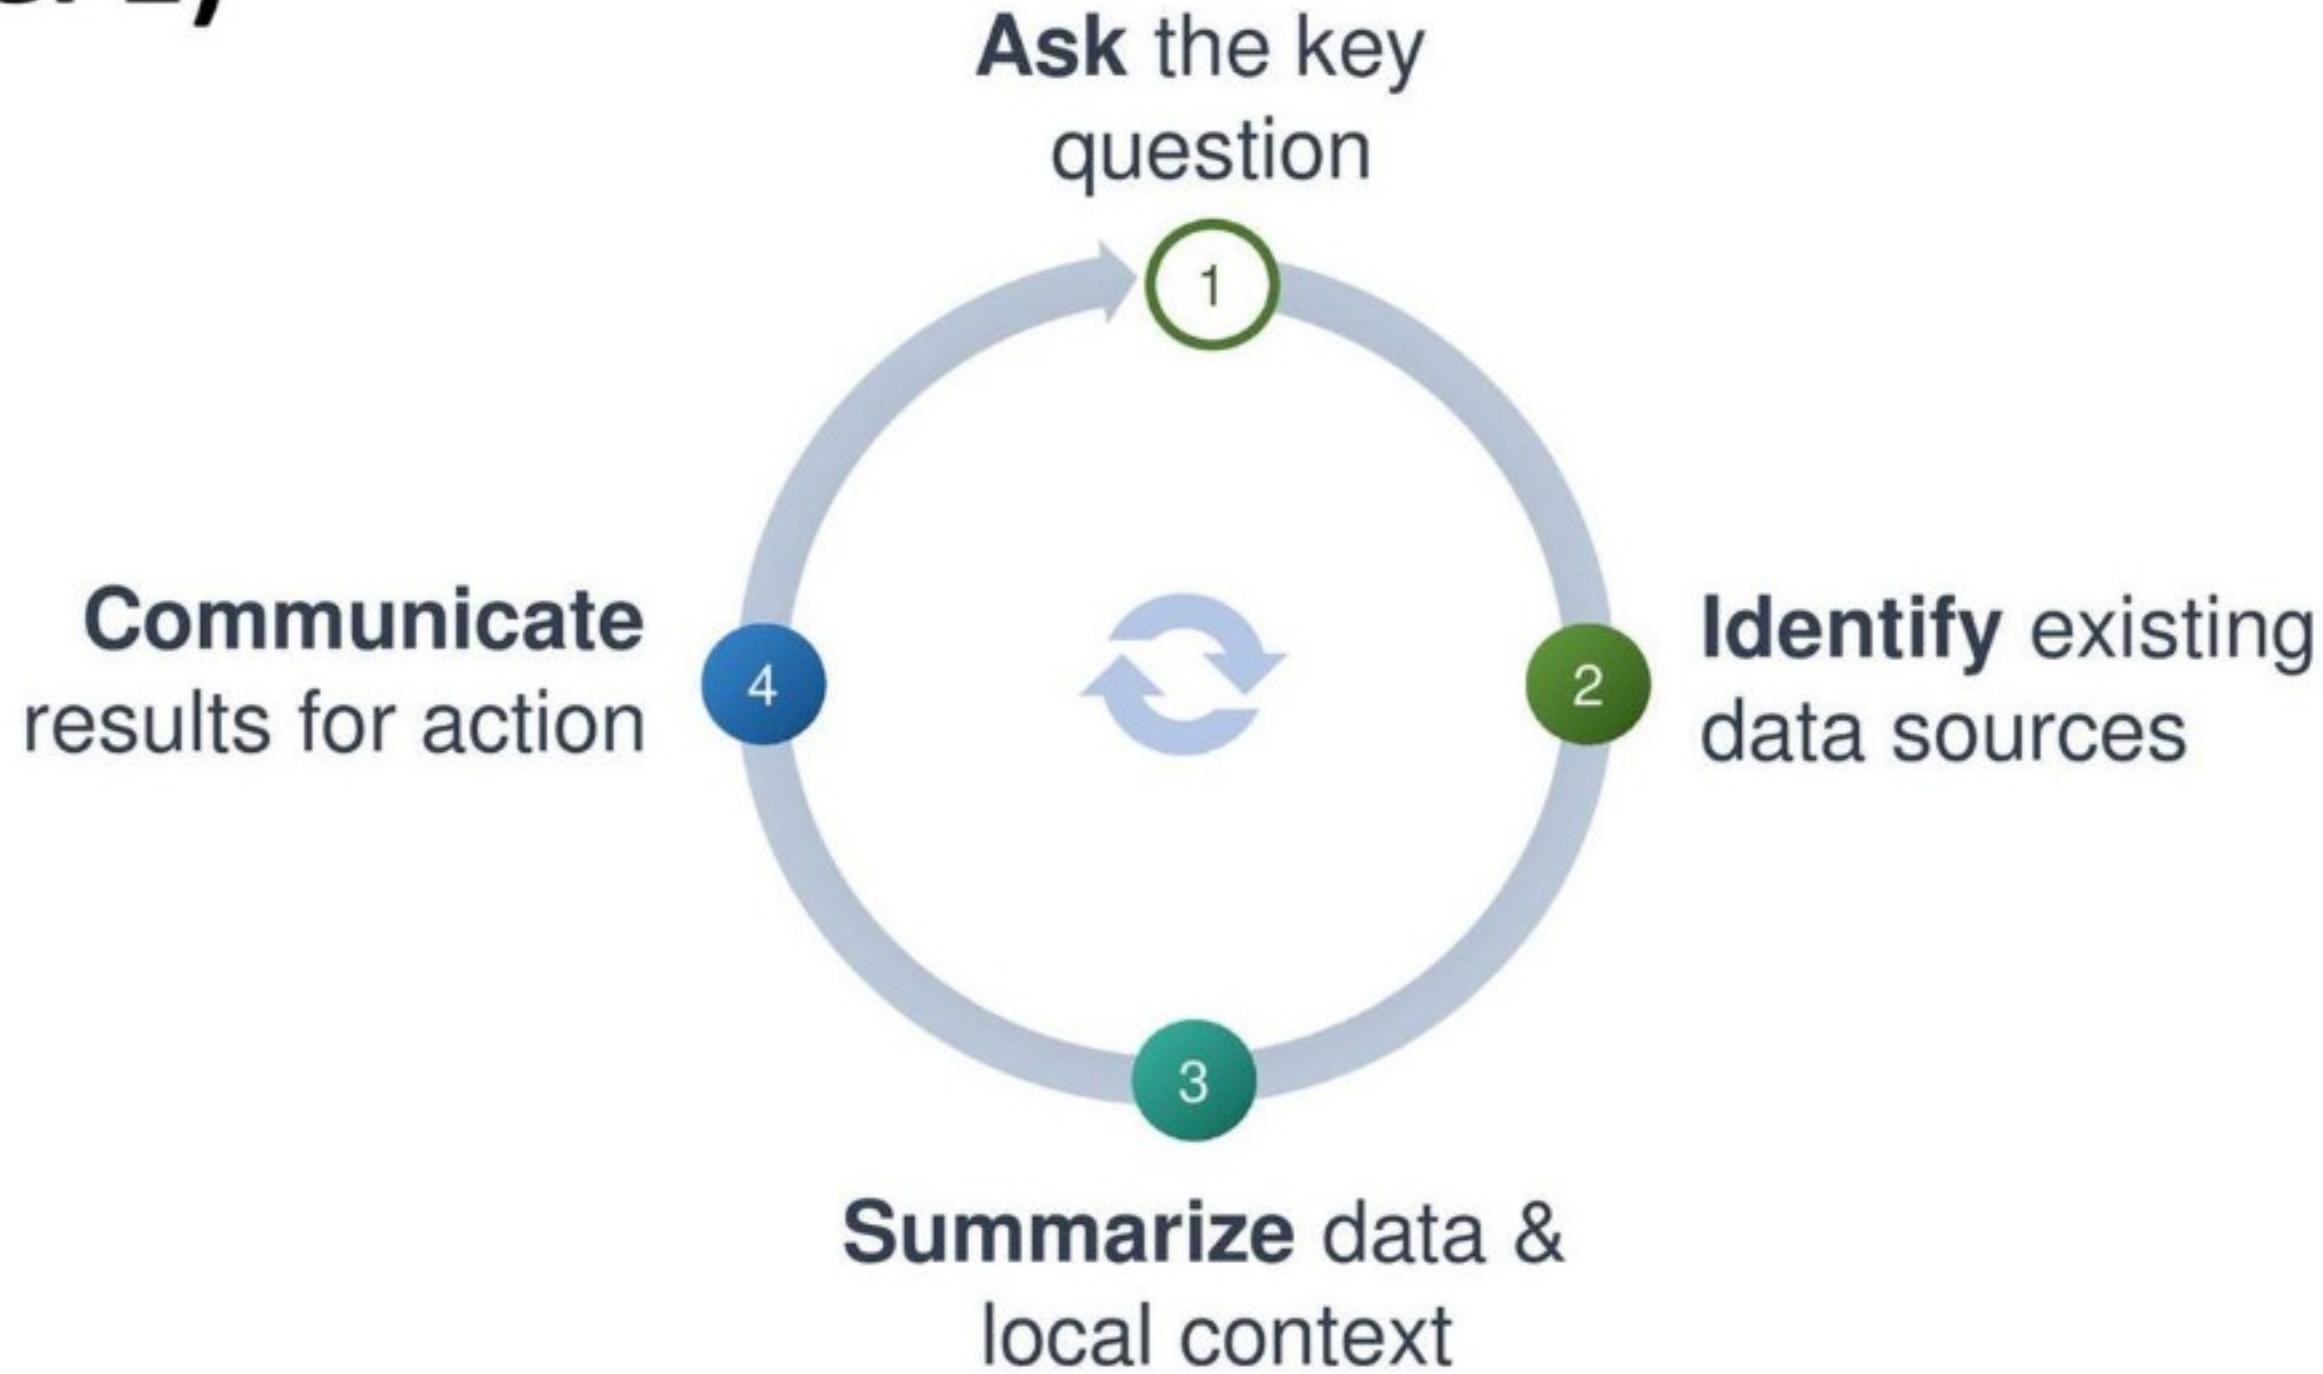 Ask the key
question
1
Identify existing
data sources
2
3
Summarize data &
local context
Communicate
results for action
4